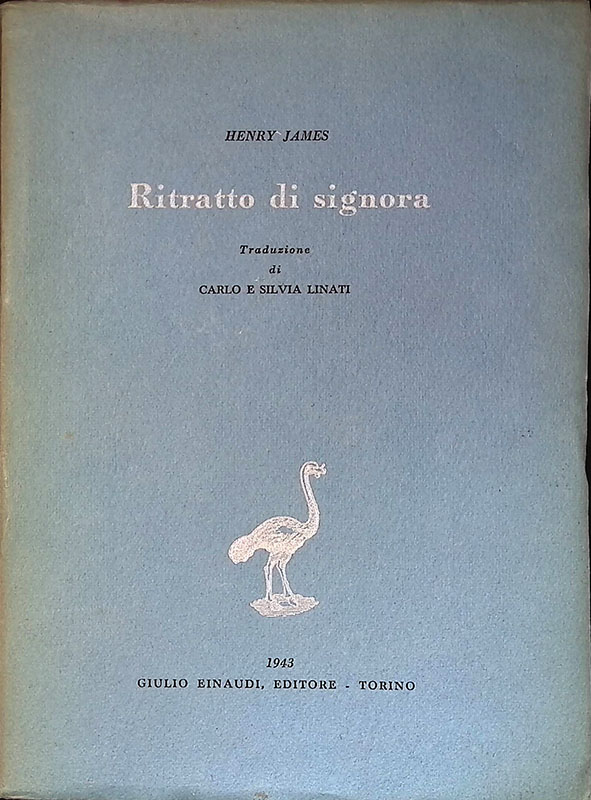 HENRY JAMES
Ritratto di signora
Traduzione
di
CARLO E SILVIA LINATI
1943
GIULIO EINAUDI, EDITORE - TORINO